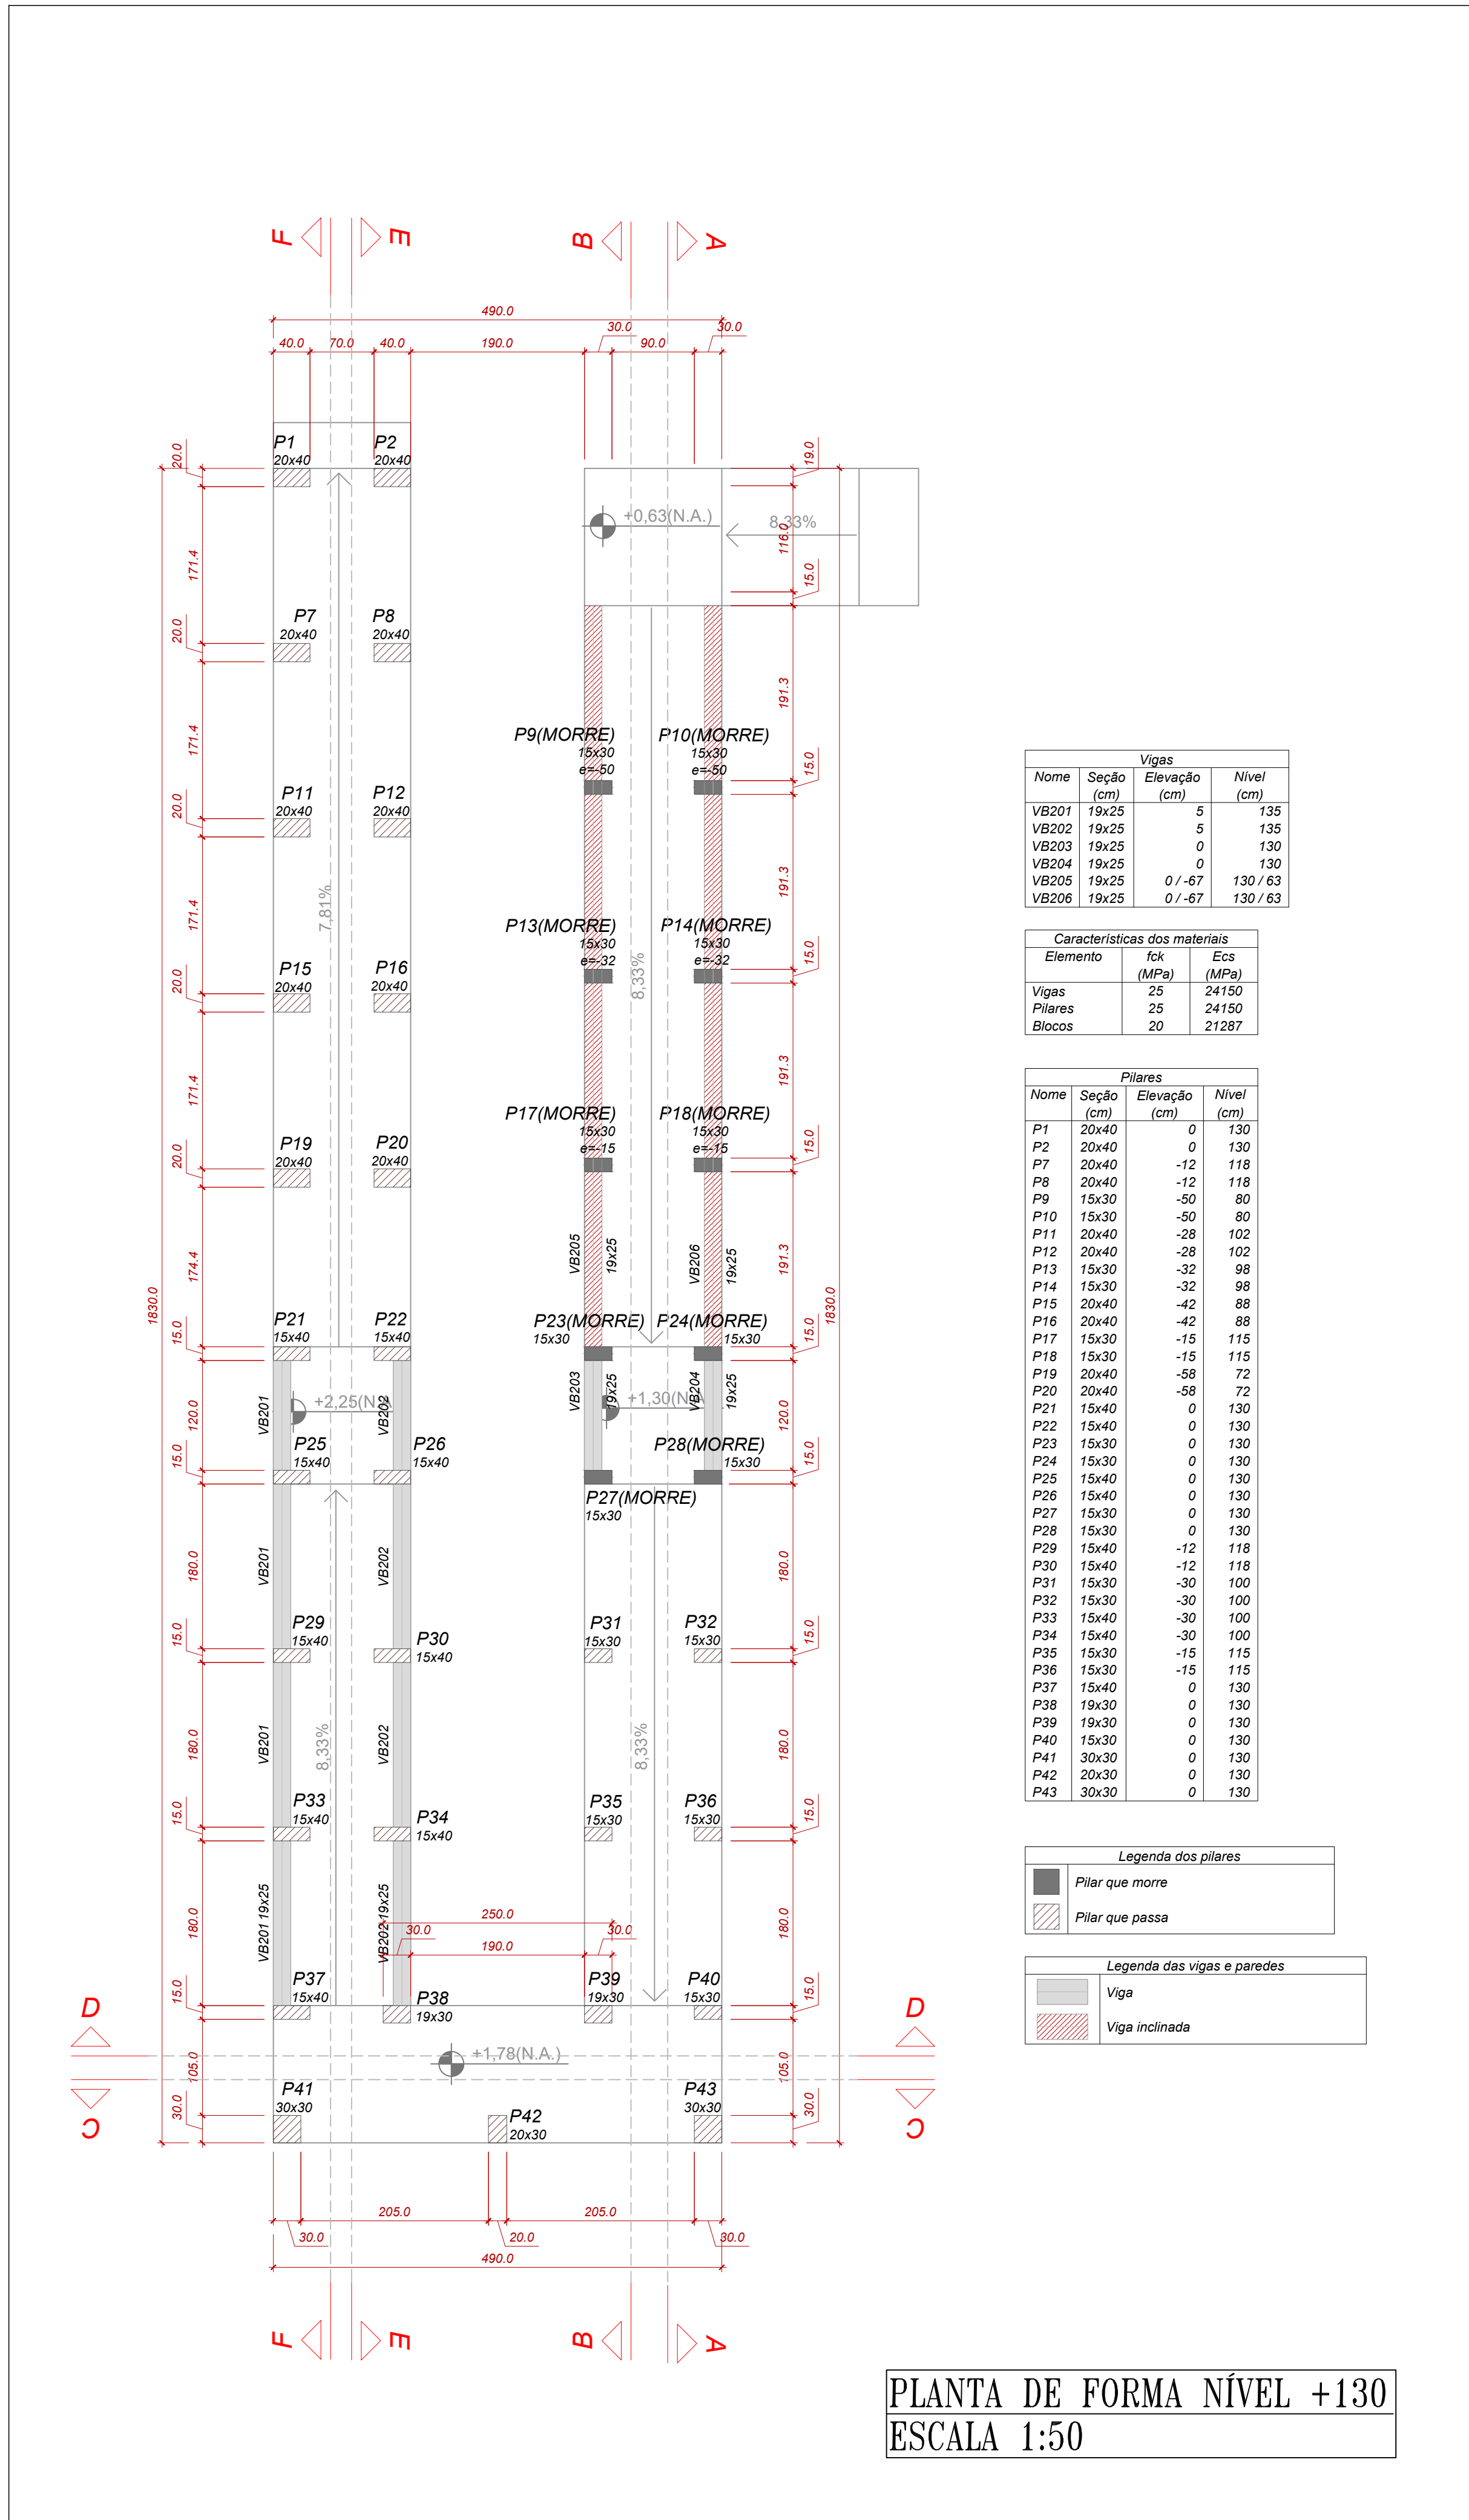 F
E
B
A
490.0
30.0
30.0
40.0
70.0
40.0
190.0
90.0
P1
20x40
P2
20x40
20.0
19.0
+0,63(N.A.)
8,33%
116.0
171.4
15.0
P7
20x40
P8
20x40
20.0
191.3
171.4
P9(MORRE)
15x30
e=-50
P10(MORRE)
15x30
e=-50
15.0
P11
20x40
P12
20x40
20.0
7,81%
171.4
191.3
P13(MORRE)
15x30
e=-32
P14(MORRE)
15x30
e=-32
15.0
8,33%
P15
20x40
P16
20x40
20.0
171.4
191.3
P17(MORRE)
15x30
e=-15
P18(MORRE)
15x30
e=-15
15.0
P19
20x40
P20
20x40
20.0
174.4
VB205
19x25
VB206
19x25
191.3
1830.0
1830.0
P21
15x40
P22
15x40
15.0
P23(MORRE)
15x30
P24(MORRE)
15x30
15.0
120.0
VB201
+2,25(N.A
VB202
VB203
19x25
+1,30(N.A
VB204
19x25
120.0
P25
15x40
P26
15x40
15.0
P28(MORRE)
15x30
15.0
P27(MORRE)
15x30
180.0
VB201
VB202
180.0
P29
15x40
P30
15x40
15.0
P31
15x30
P32
15x30
15.0
180.0
VB201
8,33%
VB202
8,33%
180.0
P33
15x40
P34
15x40
15.0
P35
15x30
P36
15x30
15.0
180.0
VB201 19x25
VB202 19x25
250.0
30.0
30.0
190.0
180.0
P37
15x40
P38
19x30
15.0
P39
19x30
P40
15x30
15.0
D
D
+1,78(N.A.)
105.0
105.0
C
C
P41
30x30
P42
20x30
P43
30x30
30.0
30.0
205.0
205.0
30.0
20.0
30.0
490.0
F
E
B
A
Vigas
Nome Seção Elevação Nível
(cm) (cm) (cm)
VB201 19x25 5 135
VB202 19x25 5 135
VB203 19x25 0 130
VB204 19x25 0 130
VB205 19x25 0 / -67 130 / 63
VB206 19x25 0 / -67 130 / 63
Características dos materiais
Elemento fck Ecs
(MPa) (MPa)
Vigas 25 24150
Pilares 25 24150
Blocos 20 21287
Pilares
Nome Seção Elevação Nível
(cm) (cm) (cm)
P1 20x40 0 130
P2 20x40 0 130
P7 20x40 -12 118
P8 20x40 -12 118
P9 15x30 -50 80
P10 15x30 -50 80
P11 20x40 -28 102
P12 20x40 -28 102
P13 15x30 -32 98
P14 15x30 -32 98
P15 20x40 -42 88
P16 20x40 -42 88
P17 15x30 -15 115
P18 15x30 -15 115
P19 20x40 -58 72
P20 20x40 -58 72
P21 15x40 0 130
P22 15x40 0 130
P23 15x30 0 130
P24 15x30 0 130
P25 15x40 0 130
P26 15x40 0 130
P27 15x30 0 130
P28 15x30 0 130
P29 15x40 -12 118
P30 15x40 -12 118
P31 15x30 -30 100
P32 15x30 -30 100
P33 15x40 -30 100
P34 15x40 -30 100
P35 15x30 -15 115
P36 15x30 -15 115
P37 15x40 0 130
P38 19x30 0 130
P39 19x30 0 130
P40 15x30 0 130
P41 30x30 0 130
P42 20x30 0 130
P43 30x30 0 130
Legenda dos pilares
Pilar que morre
Pilar que passa
Legenda das vigas e paredes
Viga
Viga inclinada
PLANTA DE FORMA NÍVEL +130
ESCALA 1:50